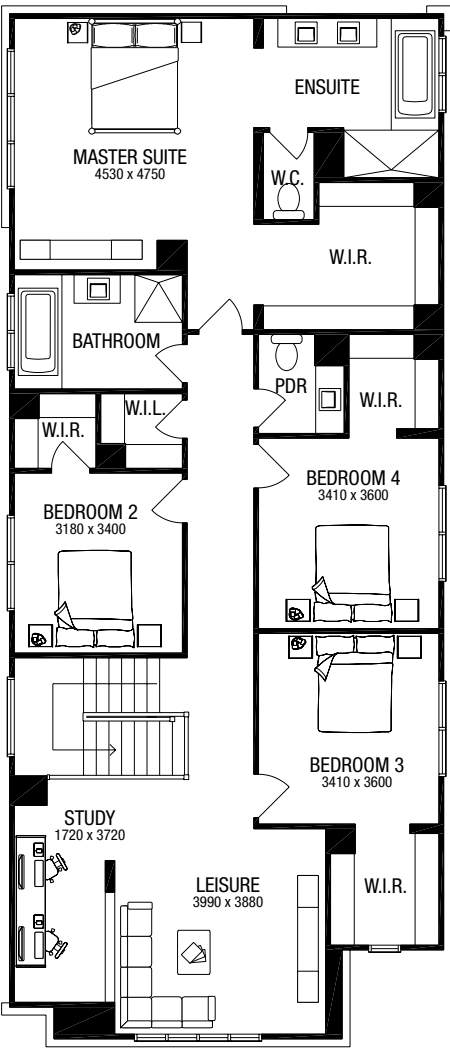 ENSUITE
MASTER SUITE
4530 x 4750
W.C.
W.I.R.
BATHROOM
PDR
W.I.R.
W.I.L.
W.I.R.
BEDROOM 4
3410 x 3600
BEDROOM 2
3180 x 3400
BEDROOM 3
3410 x 3600
STUDY
1720 x 3720
LEISURE
3990 x 3880
W.I.R.